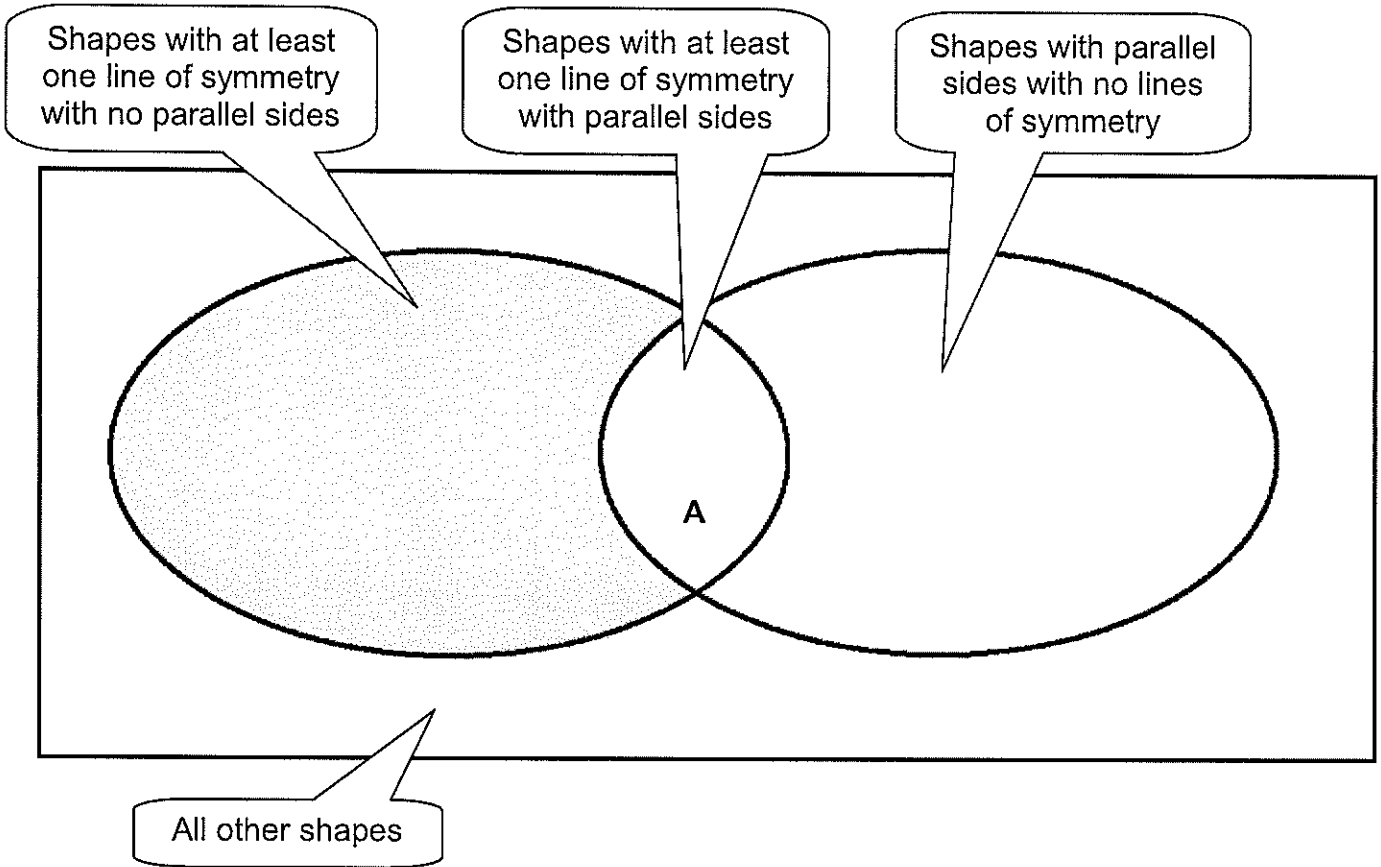 Shapes with at least
one line of symmetry
with no parallel sides
Shapes with at least
one line of symmetry
with parallel sides
Shapes with parallel
sides with no lines
of symmetry
A
All other shapes